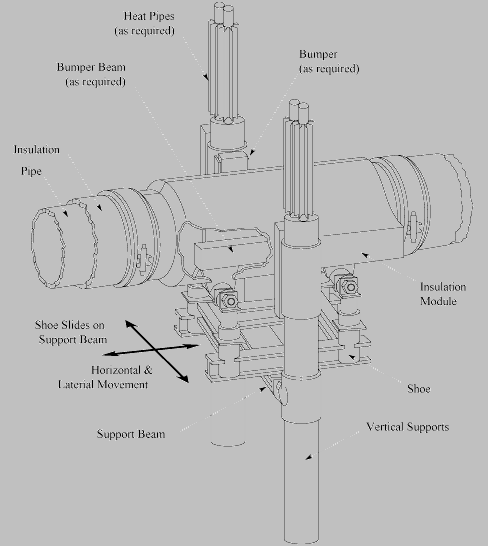 Heat Pipes
(as required)
Bumper Beam
(as required)
Bumper
(as required)
Insulation
Pipe
Insulation
Module
Shoe Slides on
Support Beam
Horizontal &
Laterial Movement
Shoe
Support Beam
Vertical Supports